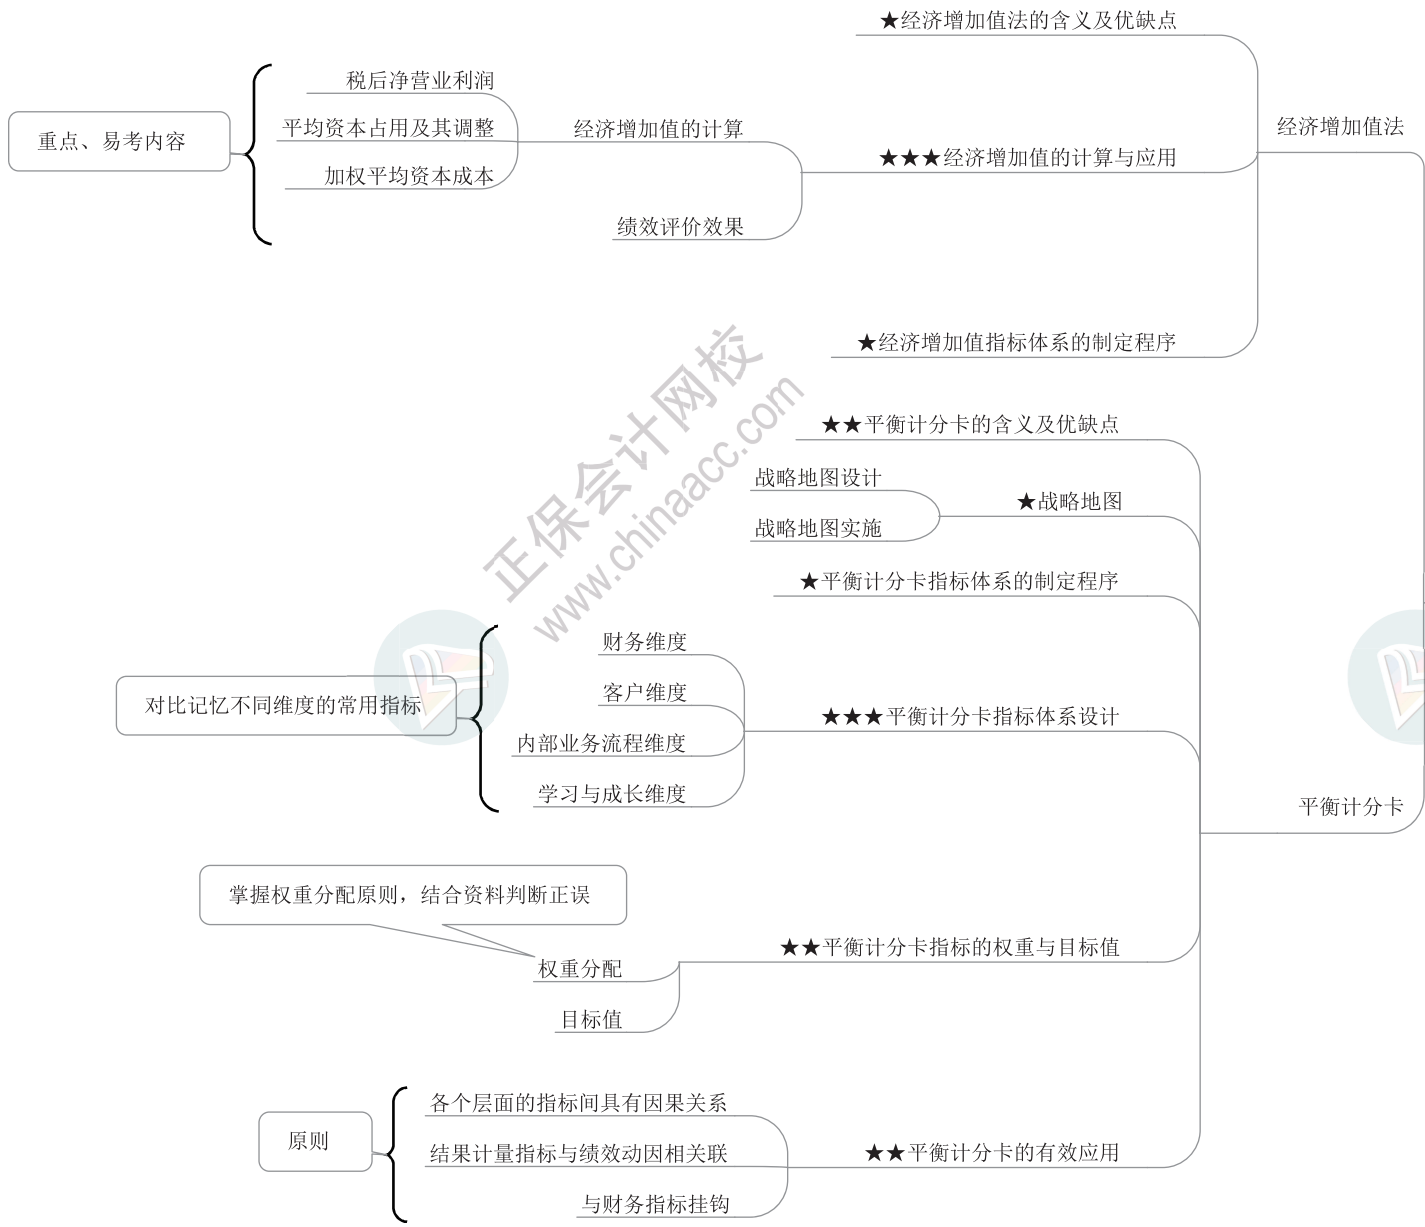 ★经济增加值法的含义及优缺点
税后净营业利润
重点、易考内容
平均资本占用及其调整
经济增加值的计算
经济增加值法
★★★经济增加值的计算与应用
加权平均资本成本
绩效评价效果
★经济增加值指标体系的制定程序
★★平衡计分卡的含义及优缺点
战略地图设计
★战略地图
战略地图实施
★平衡计分卡指标体系的制定程序
正保会计网校
www.chinaacc.com
财务维度
客户维度
对比记忆不同维度的常用指标
★★★平衡计分卡指标体系设计
内部业务流程维度
学习与成长维度
平衡计分卡
掌握权重分配原则，结合资料判断正误
★★平衡计分卡指标的权重与目标值
权重分配
目标值
各个层面的指标间具有因果关系
原则
结果计量指标与绩效动因相关联
★★平衡计分卡的有效应用
与财务指标挂钩